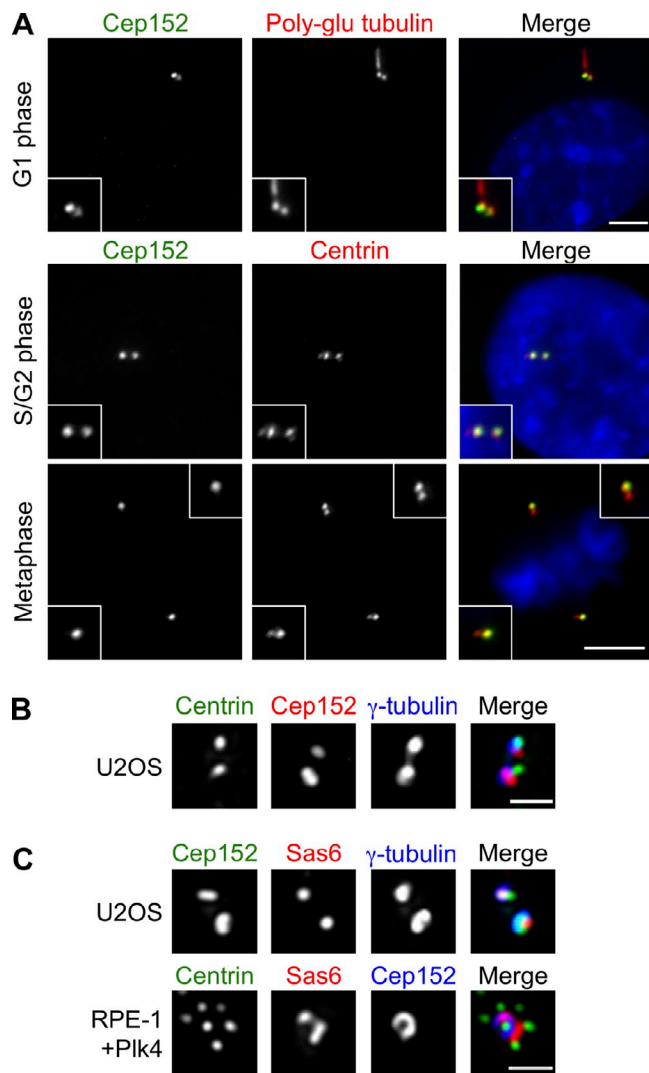 A
Cep152 Poly-glu tubulin Merge
G1 phase
Cep152 Centrin Merge
S/G2 phase
Metaphase
B
Centrin Cep152 γ-tubulin Merge
U2OS
C
Cep152 Sas6 γ-tubulin Merge
U2OS
Centrin Sas6 Cep152 Merge
RPE-1
+Plk4